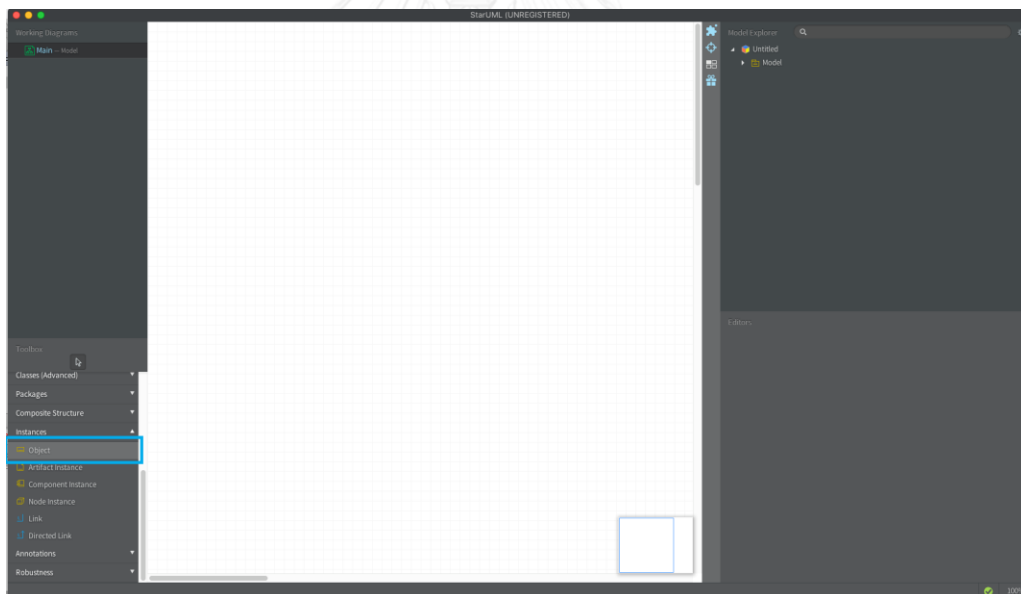 StarUML (UNREGISTERED)
Working Diagrams
Main — Model
Toolbox
Classes (Advanced)
Packages
Composite Structure
Instances
Object
Artifact Instance
Component Instance
Node Instance
Link
Directed Link
Annotations
Robustness
Model Explorer
Untitled
Model
Editors
100%